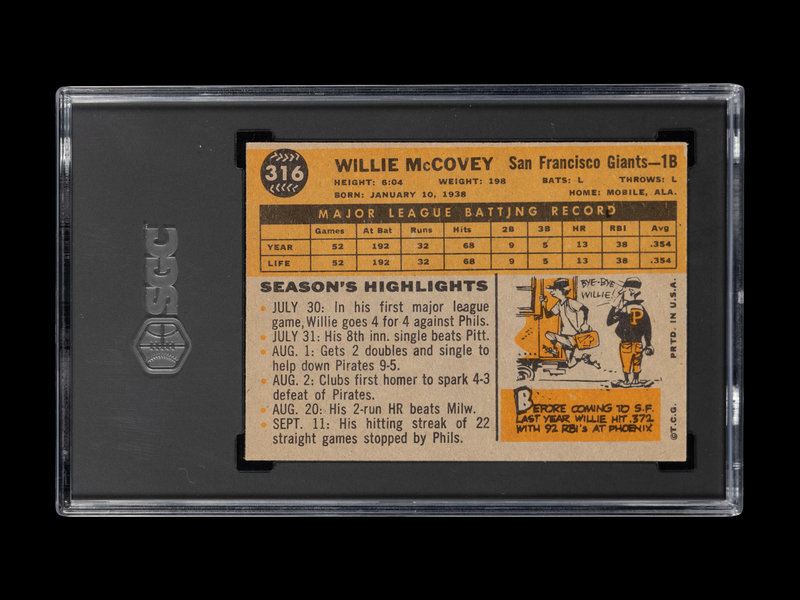 SGC
316
WILLIE McCOVEY San Francisco Giants—1B
HEIGHT: 6:04 WEIGHT: 198 BATS: L THROWS: L
BORN: JANUARY 10, 1938 HOME: MOBILE, ALA.
MAJOR LEAGUE BATTING RECORD
Games At Bat Runs Hits 2B 3B HR RBI Avg
YEAR 52 192 32 68 9 5 13 38 .354
LIFE 52 192 32 68 9 5 13 38 .354
SEASON'S HIGHLIGHTS
• JULY 30: In his first major league
game, Willie goes 4 for 4 against Phils.
• JULY 31: His 8th inn. single beats Pitt.
• AUG. 1: Gets 2 doubles and single to
help down Pirates 9-5.
• AUG. 2: Clubs first homer to spark 4-3
defeat of Pirates.
• AUG. 20: His 2-run HR beats Milw.
• SEPT. 11: His hitting streak of 22
straight games stopped by Phils.
BYE-BYE
WILLIE!
P
BEFORE COMING TO S.F.
LAST YEAR WILLIE HIT .372
WITH 92 RBI'S AT PHOENIX
©T.C.G. PRTD. IN U.S.A.